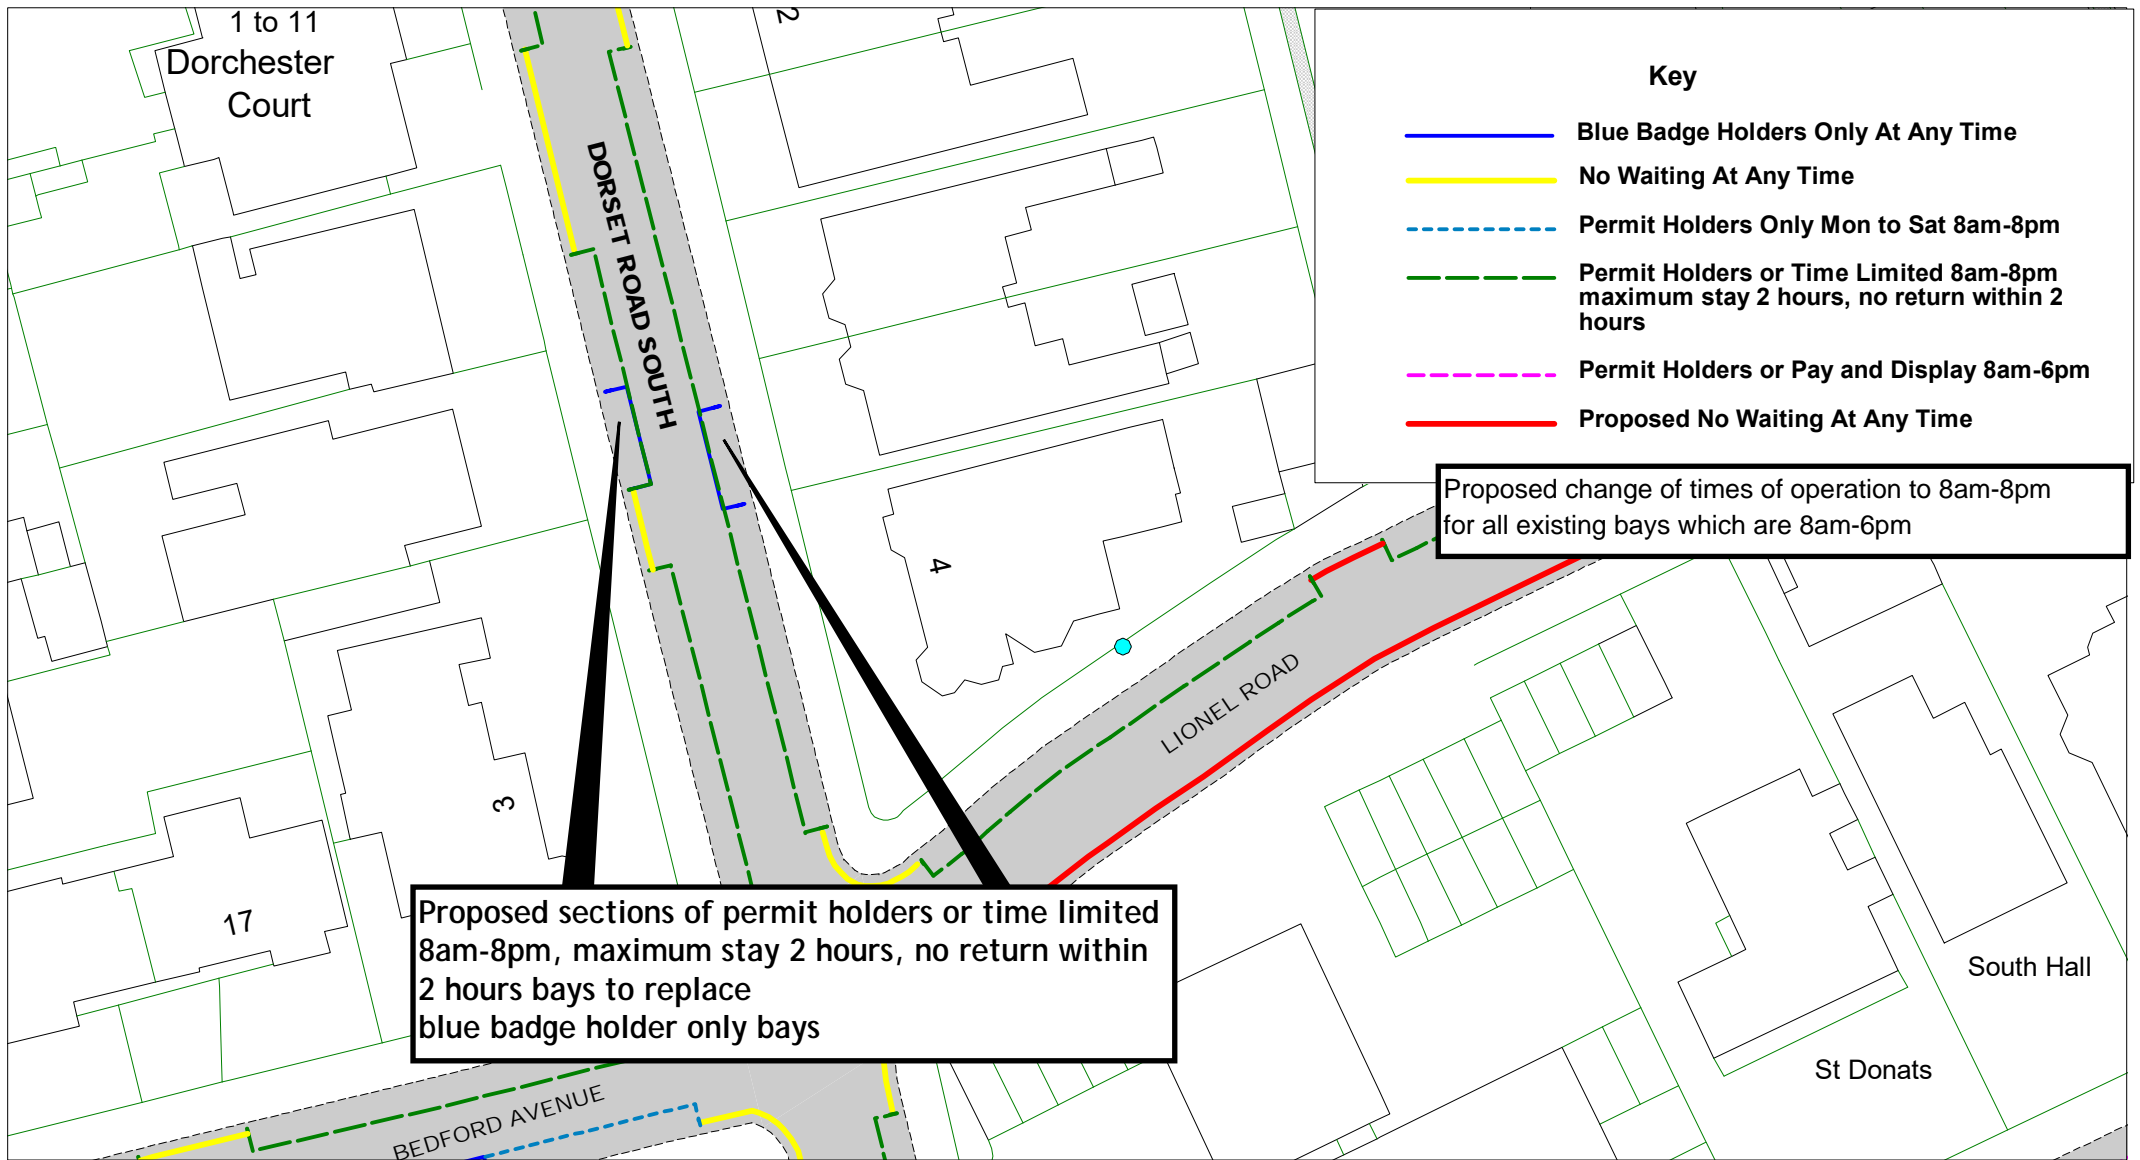 1 to 11
Dorchester
Court
2
Key
Blue Badge Holders Only At Any Time
No Waiting At Any Time
Permit Holders Only Mon to Sat 8am-8pm
Permit Holders or Time Limited 8am-8pm
maximum stay 2 hours, no return within 2
hours
Permit Holders or Pay and Display 8am-6pm
Proposed No Waiting At Any Time
Proposed change of times of operation to 8am-8pm
for all existing bays which are 8am-6pm
DORSET ROAD SOUTH
4
LIONEL ROAD
3
17
Proposed sections of permit holders or time limited
8am-8pm, maximum stay 2 hours, no return within
2 hours bays to replace
blue badge holder only bays
South Hall
St Donats
BEDFORD AVENUE